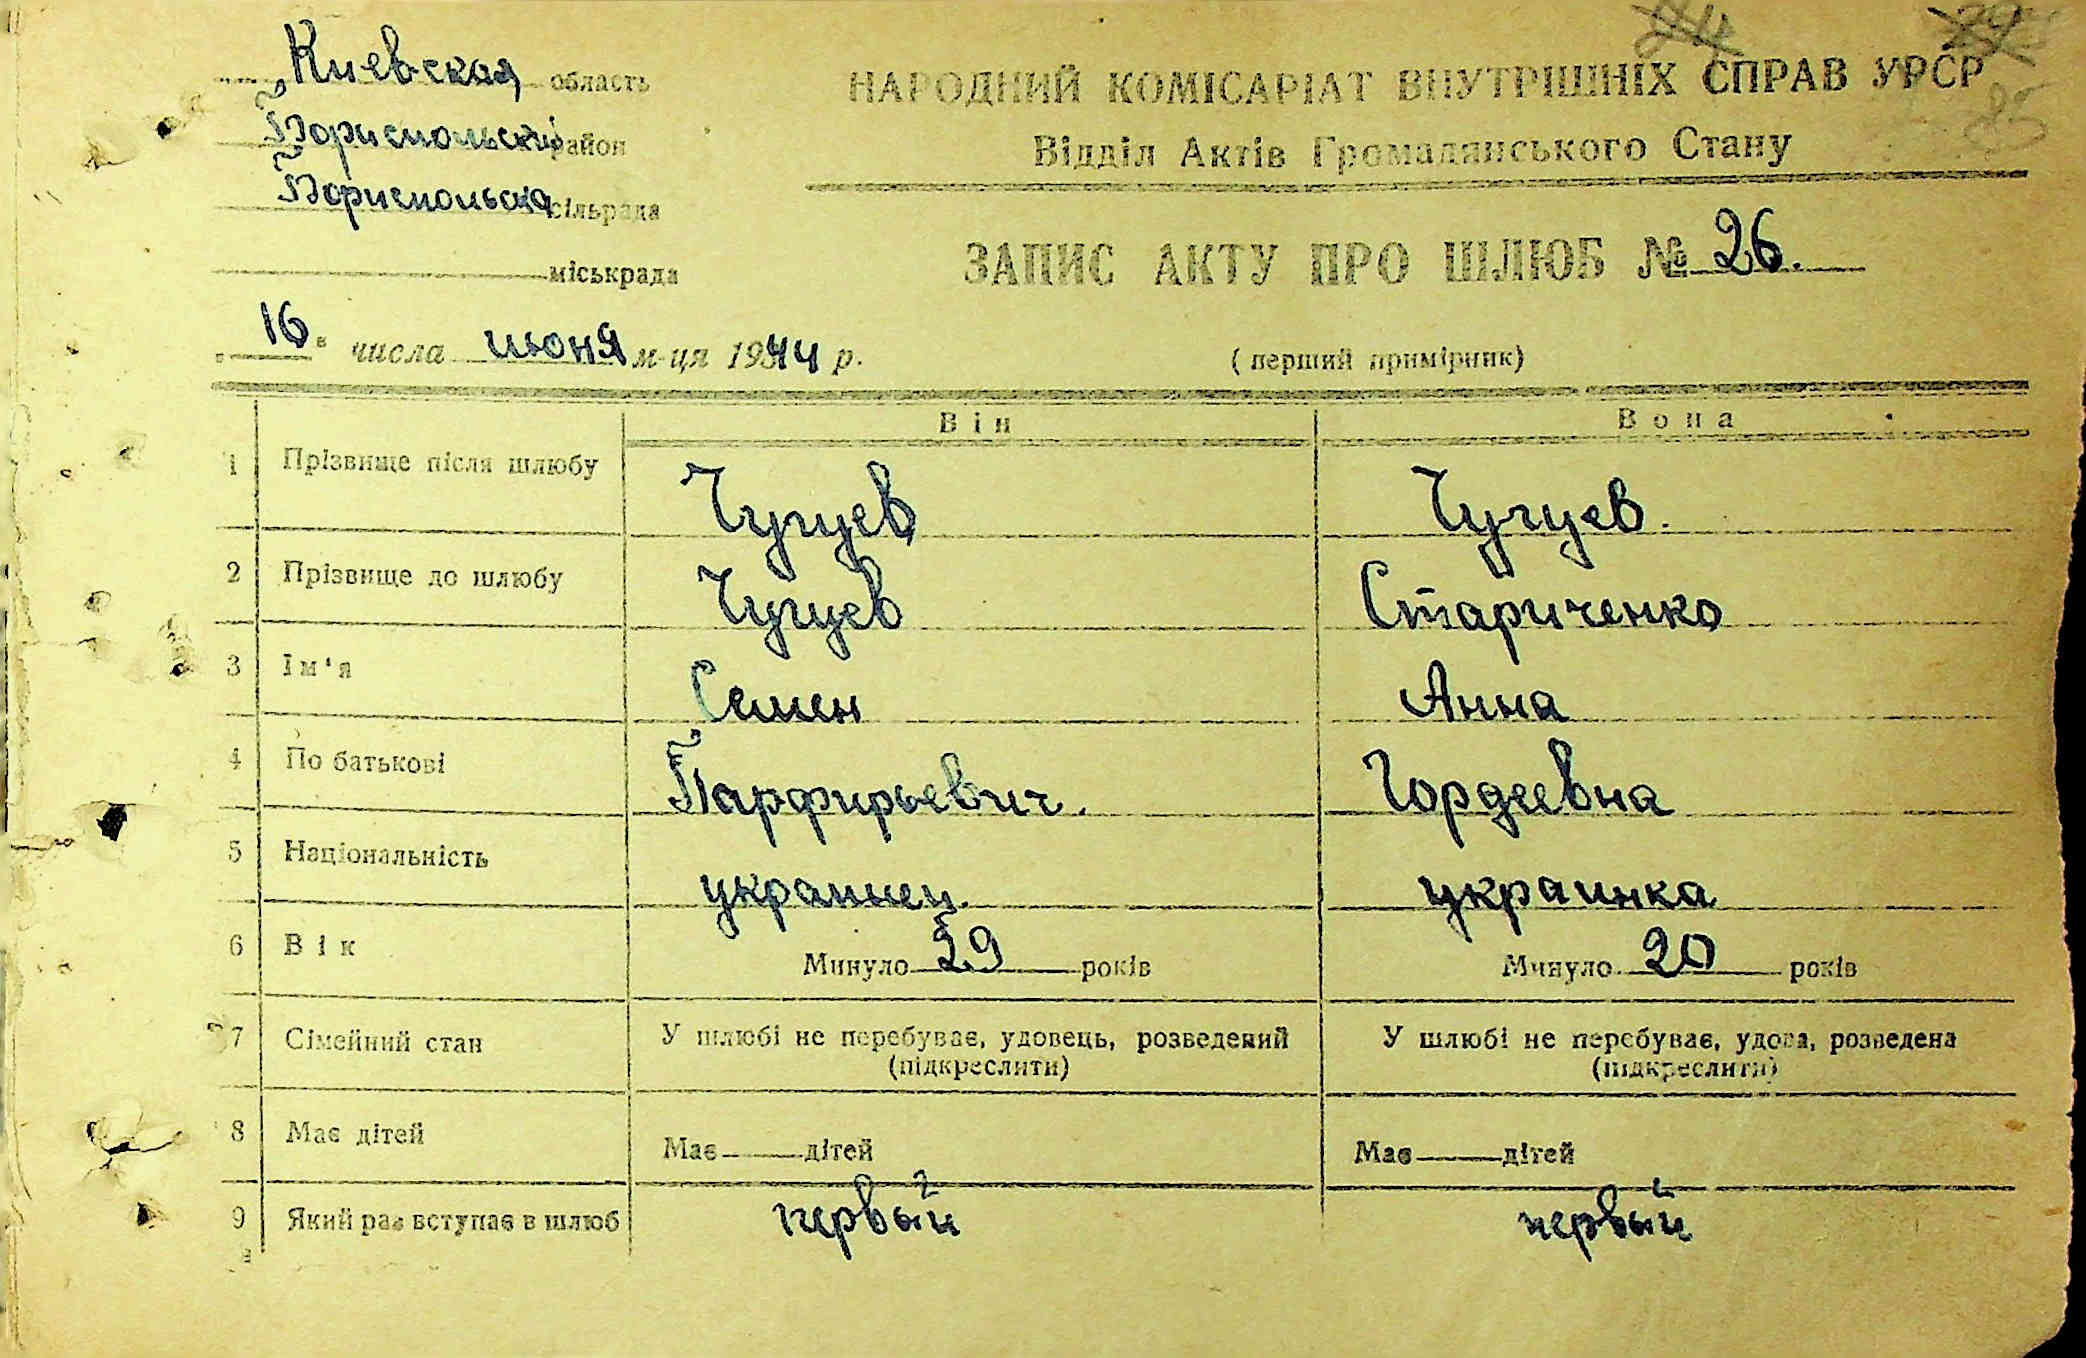 Киевская область
Бориспольский район
Бориспольска сільрада
міськрада
НАРОДНИЙ КОМІСАРІАТ ВНУТРІШНІХ СПРАВ УРСР
Відділ Актів Громадянського Стану
85
ЗАПИС АКТУ ПРО ШЛЮБ № 26.
"16" числа июня м-ця 1944 р.
(перший примірник)
Він Вона
1 Прізвище після шлюбу Чугуев Чугуев.
2 Прізвище до шлюбу Чугуев Стариченко
3 Ім'я Семен Анна
4 По батькові Парфирьевич. Гордеевна
5 Національність украинец. украинка
6 Вік Минуло 29 років Минуло 20 років
7 Сімейний стан У шлюбі не перебуває, удовець, розведений (підкреслити) У шлюбі не перебуває, удова, розведена (підкреслити)
8 Має дітей Має — дітей Має — дітей
9 Який раз вступає в шлюб первый первый